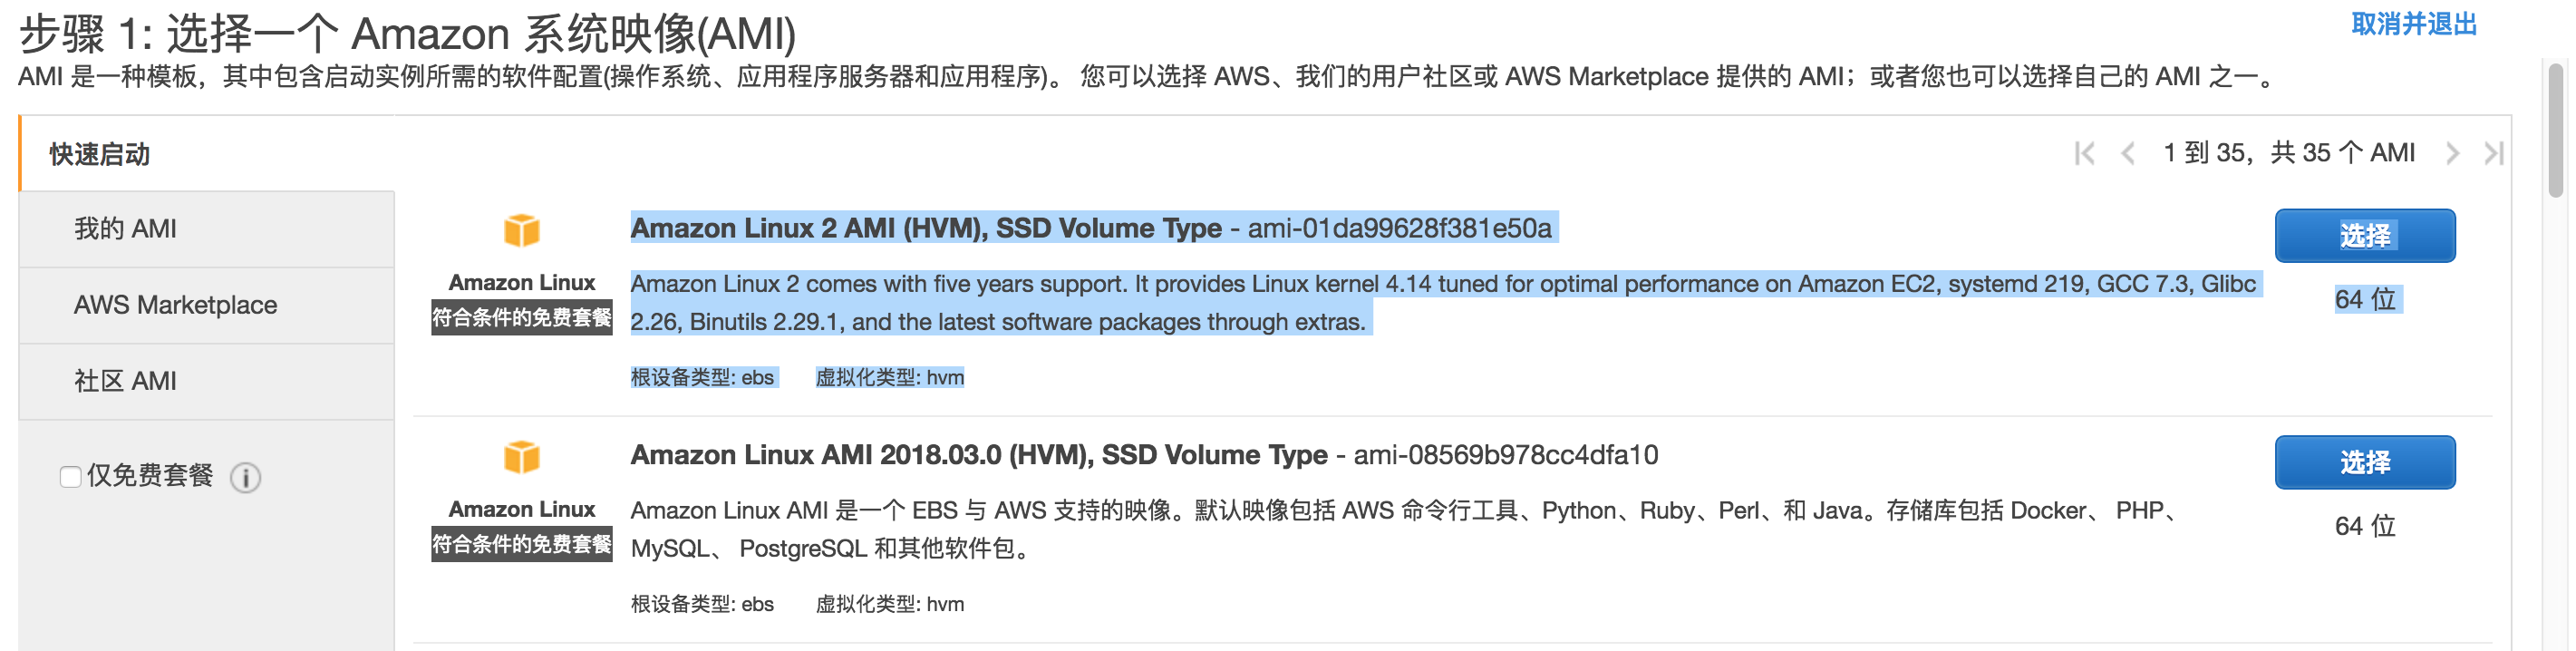 步骤 1: 选择一个 Amazon 系统映像(AMI)
取消并退出
AMI 是一种模板，其中包含启动实例所需的软件配置(操作系统、应用程序服务器和应用程序)。 您可以选择 AWS、我们的用户社区或 AWS Marketplace 提供的 AMI；或者您也可以选择自己的 AMI 之一。
快速启动
我的 AMI
AWS Marketplace
社区 AMI
仅免费套餐
1 到 35，共 35 个 AMI
Amazon Linux
符合条件的免费套餐
Amazon Linux 2 AMI (HVM), SSD Volume Type - ami-01da99628f381e50a
Amazon Linux 2 comes with five years support. It provides Linux kernel 4.14 tuned for optimal performance on Amazon EC2, systemd 219, GCC 7.3, Glibc
2.26, Binutils 2.29.1, and the latest software packages through extras.
根设备类型: ebs 虚拟化类型: hvm
选择
64 位
Amazon Linux
符合条件的免费套餐
Amazon Linux AMI 2018.03.0 (HVM), SSD Volume Type - ami-08569b978cc4dfa10
Amazon Linux AMI 是一个 EBS 与 AWS 支持的映像。默认映像包括 AWS 命令行工具、Python、Ruby、Perl、和 Java。存储库包括 Docker、 PHP、
MySQL、 PostgreSQL 和其他软件包。
根设备类型: ebs 虚拟化类型: hvm
选择
64 位